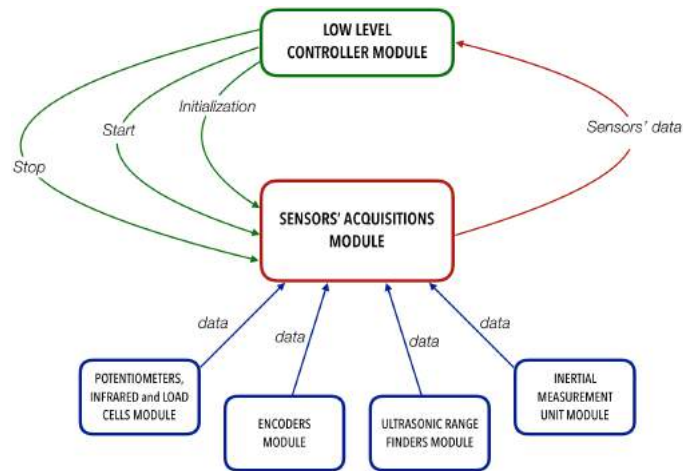 LOW LEVEL
CONTROLLER MODULE
Initialization
Start
Sensors' data
Stop
SENSORS' ACQUISITIONS
MODULE
data
data
data
data
POTENTIOMETERS,
INFRARED and LOAD
CELLS MODULE
ENCODERS
MODULE
ULTRASONIC RANGE
FINDERS MODULE
INERTIAL
MEASUREMENT
UNIT MODULE